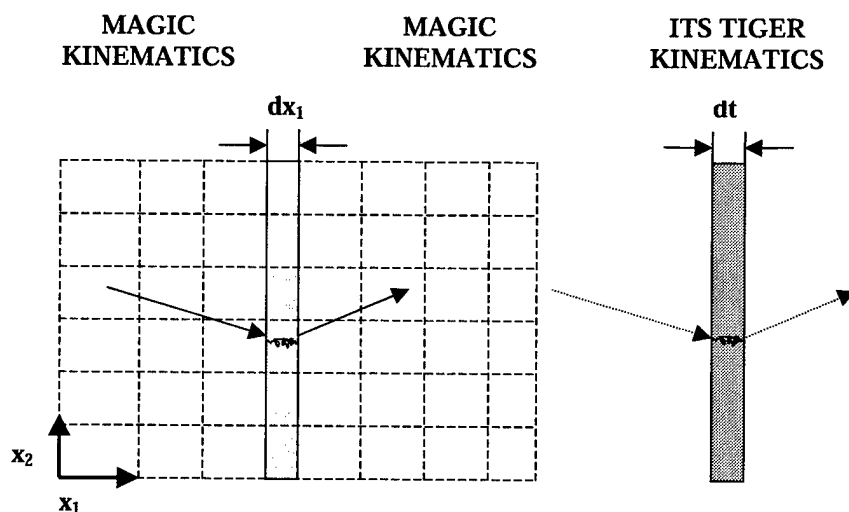 MAGIC
KINEMATICS
MAGIC
KINEMATICS
ITS TIGER
KINEMATICS
dx₁
dt
x₂
x₁